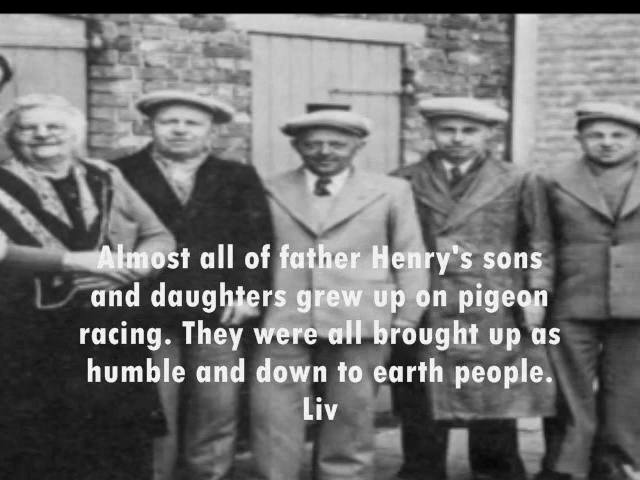 Almost all of father Henry's sons
and daughters grew up on pigeon
racing. They were all brought up as
humble and down to earth people.
Liv